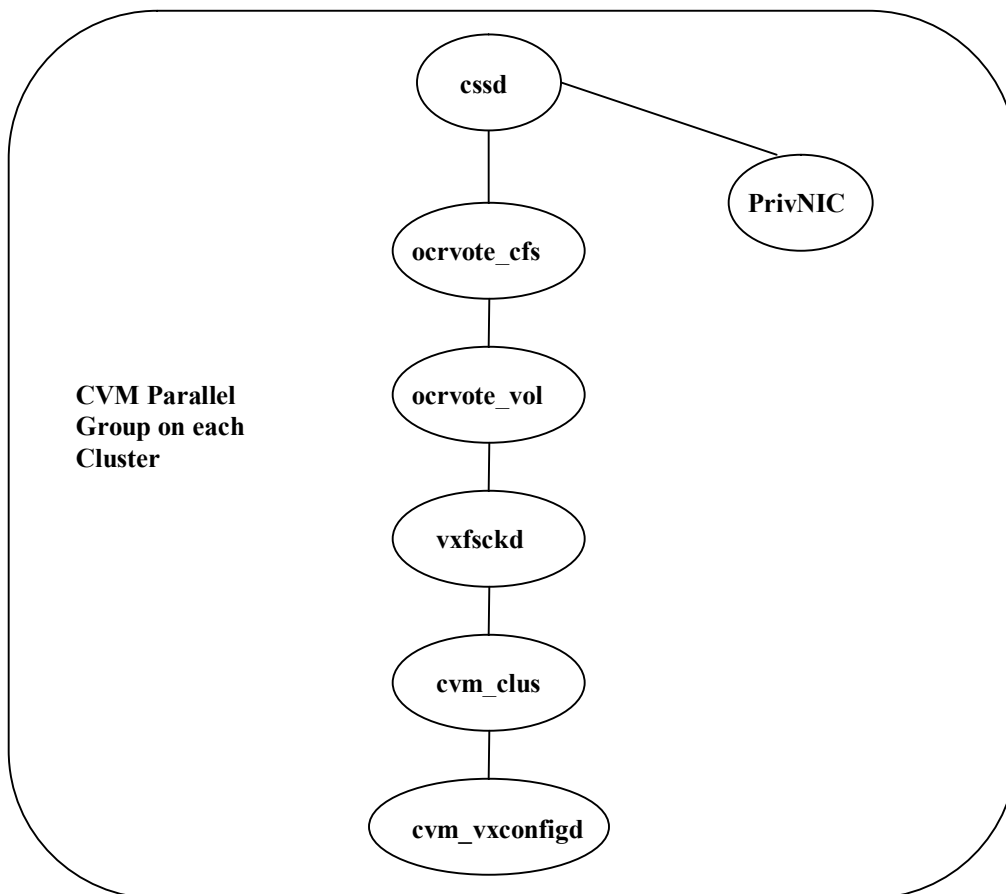 cssd
PrivNIC
ocrvote_cfs
CVM Parallel
Group on each
Cluster
ocrvote_vol
vxfsckd
cvm_clus
cvm_vxconfigd